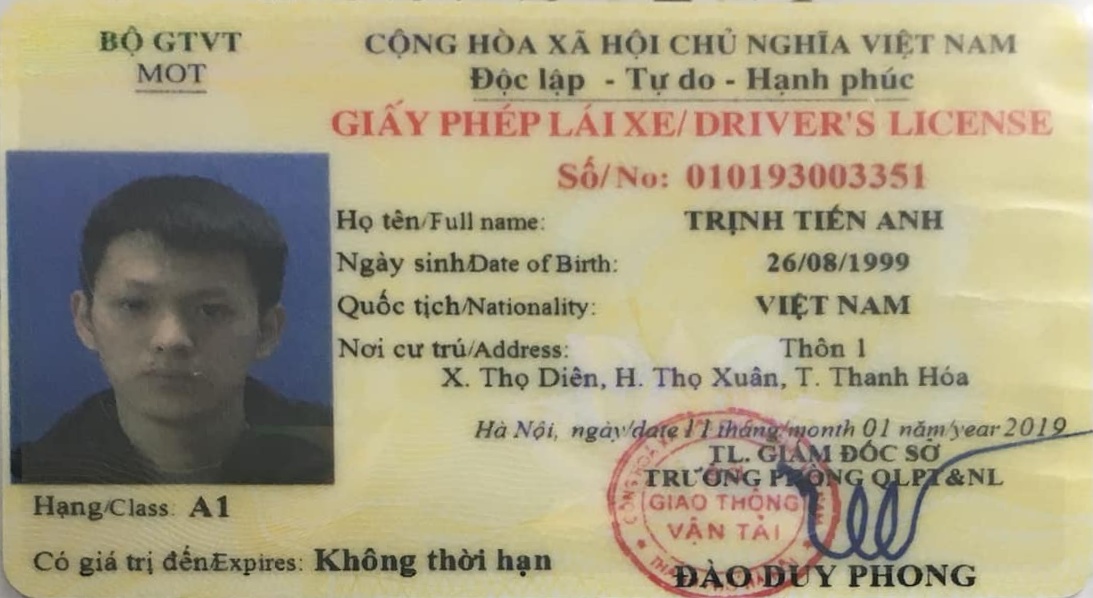 BỘ GTVT
MOT
CỘNG HÒA XÃ HỘI CHỦ NGHĨA VIỆT NAM
Độc lập - Tự do - Hạnh phúc
GIẤY PHÉP LÁI XE/ DRIVER'S LICENSE
Số/No: 010193003351
Họ tên/Full name: TRỊNH TIẾN ANH
Ngày sinh/Date of Birth: 26/08/1999
Quốc tịch/Nationality: VIỆT NAM
Nơi cư trú/Address: Thôn 1
X. Thọ Diên, H. Thọ Xuân, T. Thanh Hóa
Hà Nội, ngày/date 11 tháng/month 01 năm/year 2019
TL. GIÁM ĐỐC SỞ
TRƯỞNG PHÒNG QLPT&NL
GIAO THÔNG
VẬN TẢI
Hạng/Class: A1
Có giá trị đến/Expires: Không thời hạn
ĐÀO DUY PHONG